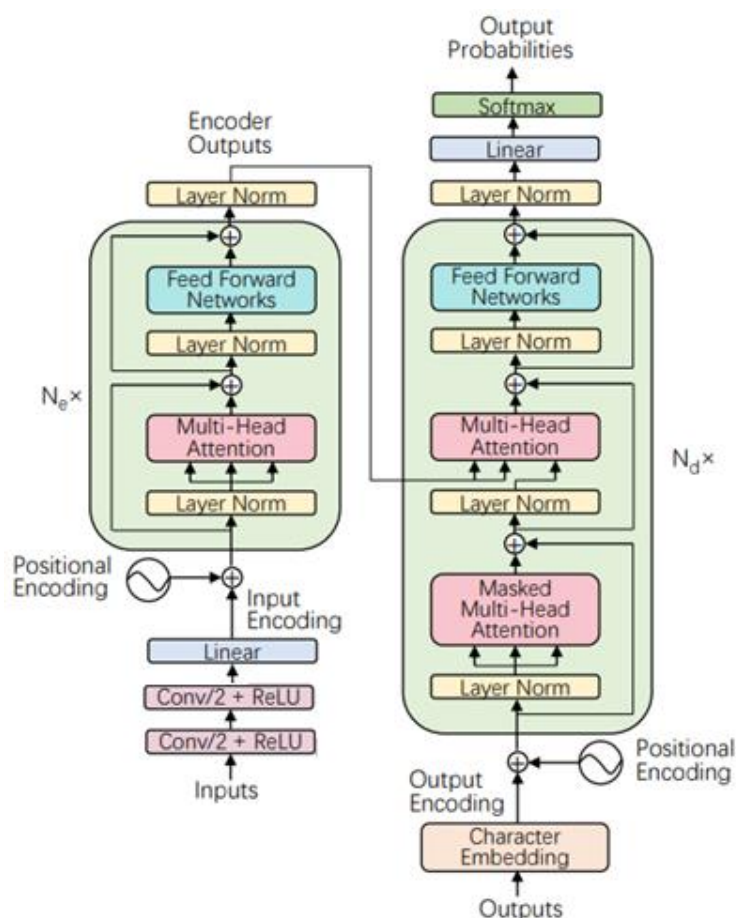 Output
Probabilities
Softmax
Linear
Layer Norm
Feed Forward
Networks
Layer Norm
Multi-Head
Attention
Layer Norm
Masked
Multi-Head
Attention
Layer Norm
N_d×
Positional
Encoding
Output
Encoding
Character
Embedding
Outputs
Encoder
Outputs
Layer Norm
Feed Forward
Networks
Layer Norm
N_e×
Multi-Head
Attention
Layer Norm
Positional
Encoding
Input
Encoding
Linear
Conv/2 + ReLU
Conv/2 + ReLU
Inputs